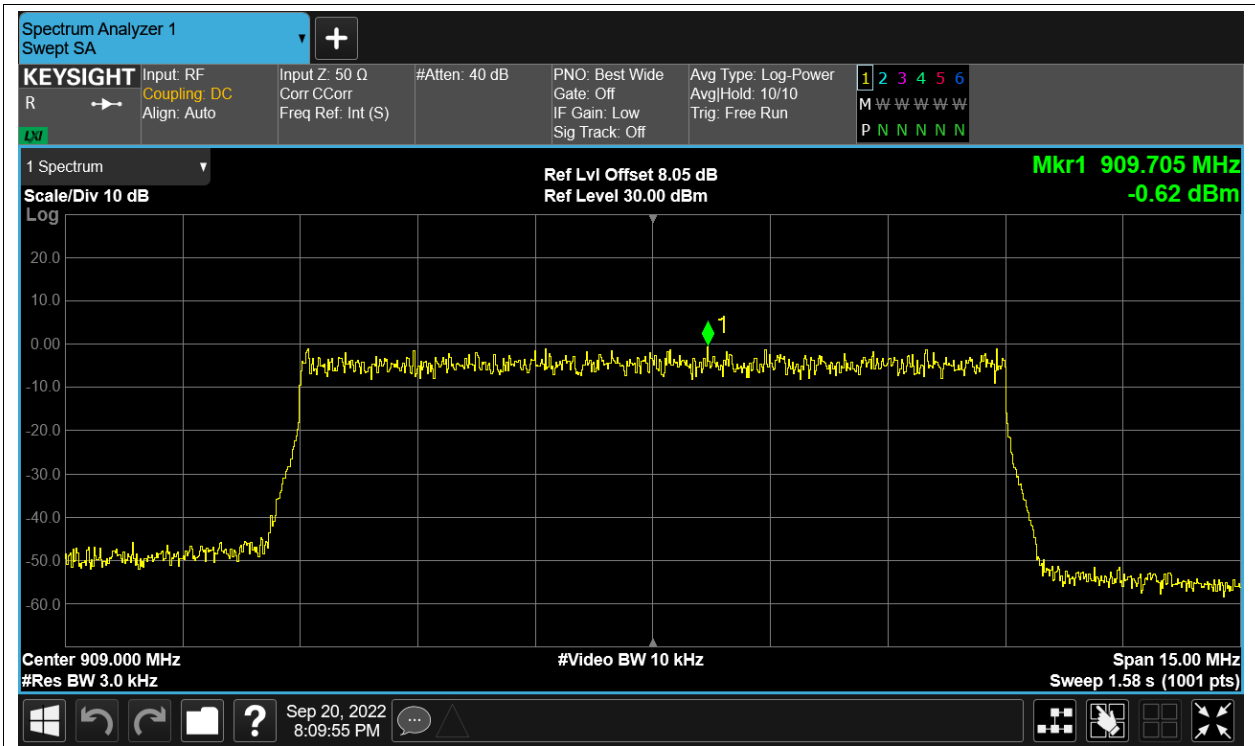 Spectrum Analyzer 1
Swept SA
KEYSIGHT
R
LXI
Input: RF
Coupling: DC
Align: Auto
Input Z: 50 Ω
Corr CCorr
Freq Ref: Int (S)
#Atten: 40 dB
PNO: Best Wide
Gate: Off
IF Gain: Low
Sig Track: Off
Avg Type: Log-Power
Avg|Hold: 10/10
Trig: Free Run
1 2 3 4 5 6
M W W W W W
P N N N N N
1 Spectrum
Scale/Div 10 dB
Log
Ref Lvl Offset 8.05 dB
Ref Level 30.00 dBm
Mkr1 909.705 MHz
-0.62 dBm
20.0
10.0
0.00
-10.0
-20.0
-30.0
-40.0
-50.0
-60.0
1
Center 909.000 MHz
#Res BW 3.0 kHz
#Video BW 10 kHz
Span 15.00 MHz
Sweep 1.58 s (1001 pts)
?
Sep 20, 2022
8:09:55 PM